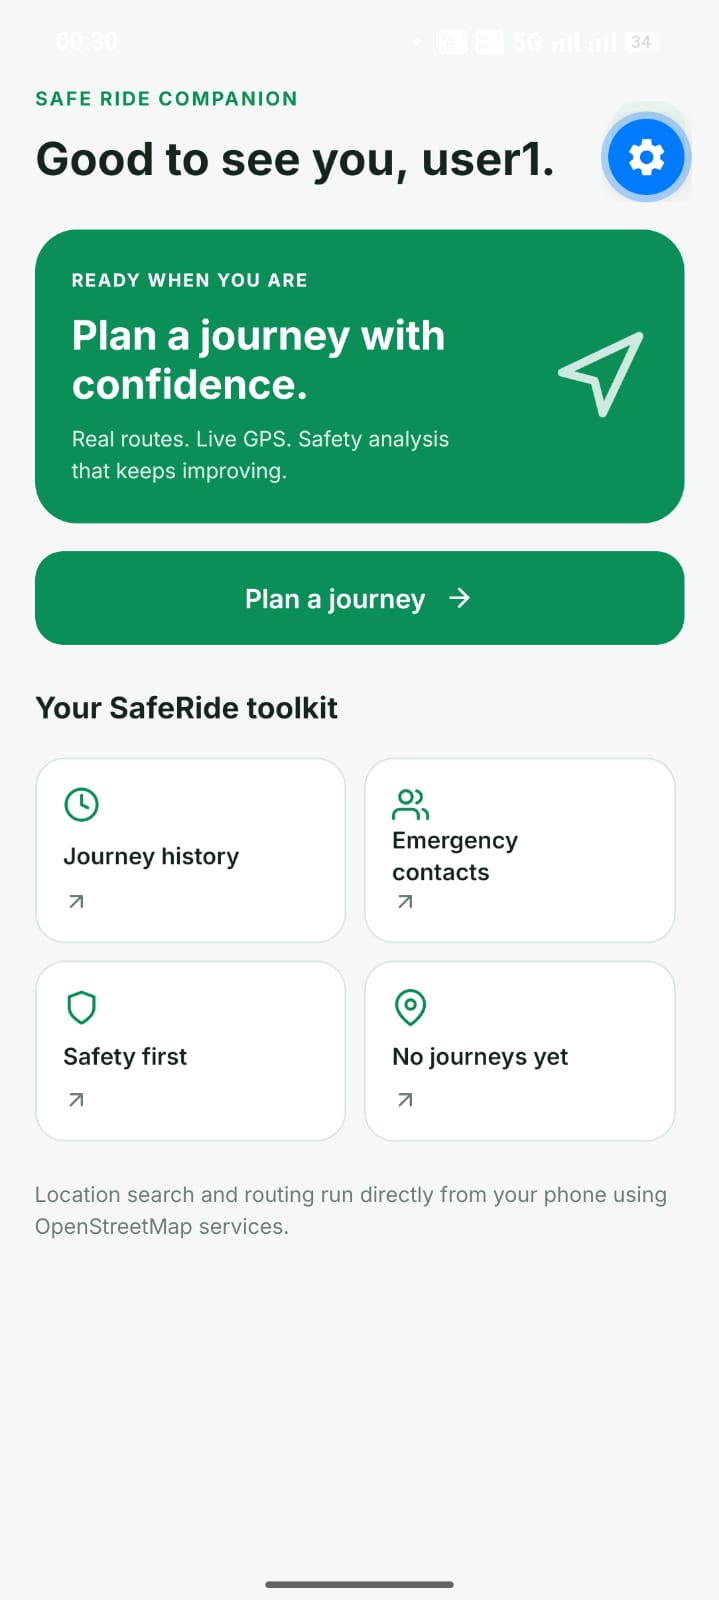 00:30
5G
34
SAFE RIDE COMPANION
Good to see you, user1.
READY WHEN YOU ARE
Plan a journey with
confidence.
Real routes. Live GPS. Safety analysis
that keeps improving.
Plan a journey
Your SafeRide toolkit
Journey history
Emergency
contacts
Safety first
No journeys yet
Location search and routing run directly from your phone using
OpenStreetMap services.